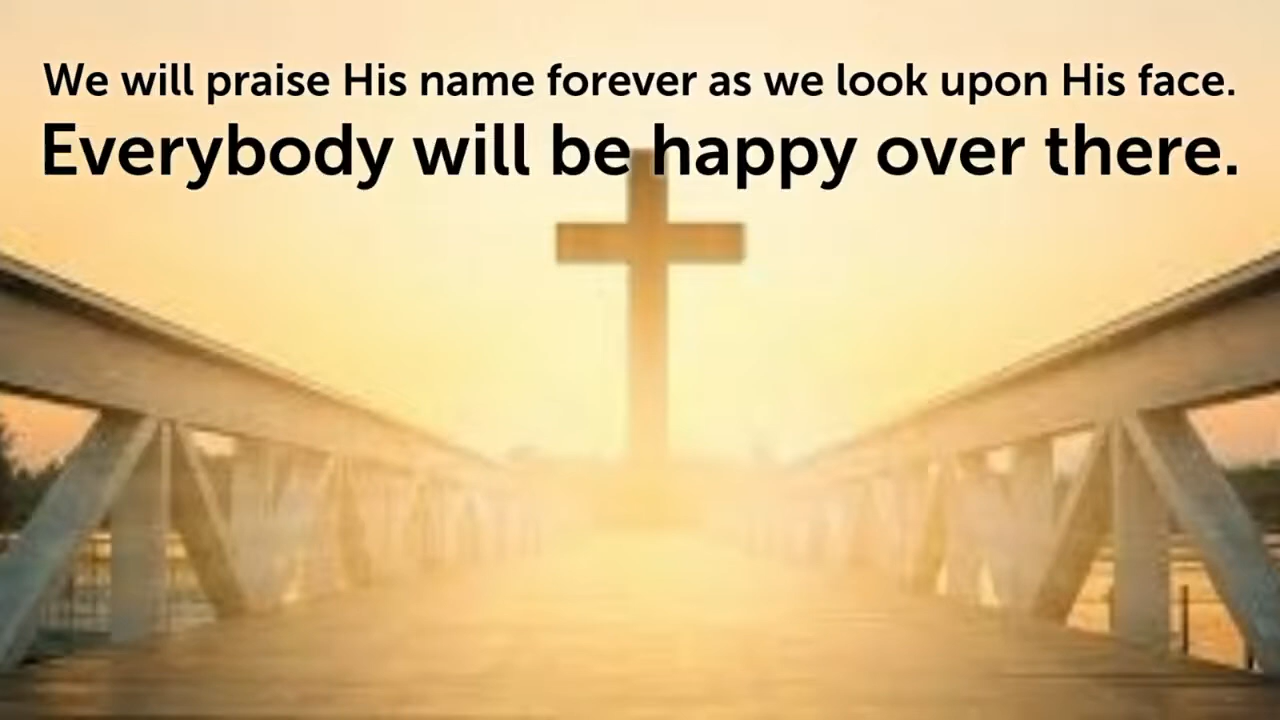 We will praise His name forever as we look upon His face.
Everybody will be happy over there.